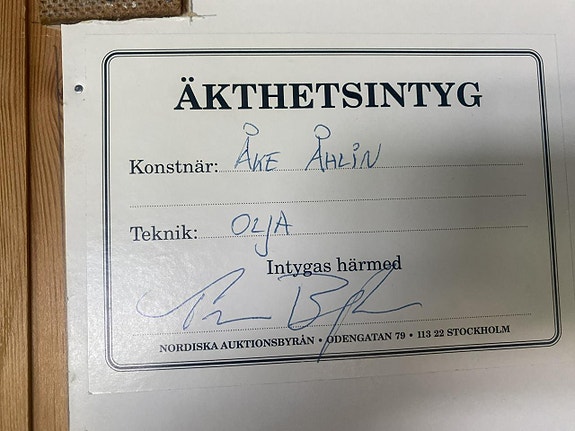 ÄKTHETSINTYG
Konstnär: ÅKE ÅHLIN
Teknik: OLJA
Intygas härmed
NORDISKA AUKTIONSBYRÅN • ODENGATAN 79 • 113 22 STOCKHOLM